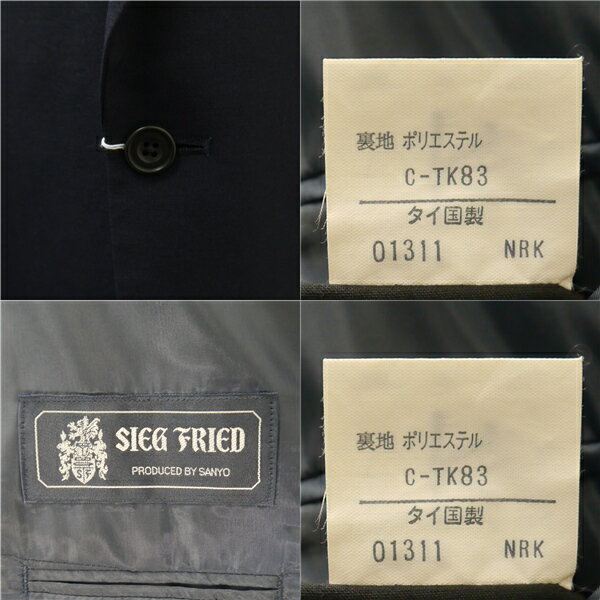 裏地 ポリエステル
C-TK83
タイ国製
01311 NRK
SIEG FRIED
PRODUCED BY SANYO
S F
裏地 ポリエステル
C-TK83
タイ国製
01311 NRK